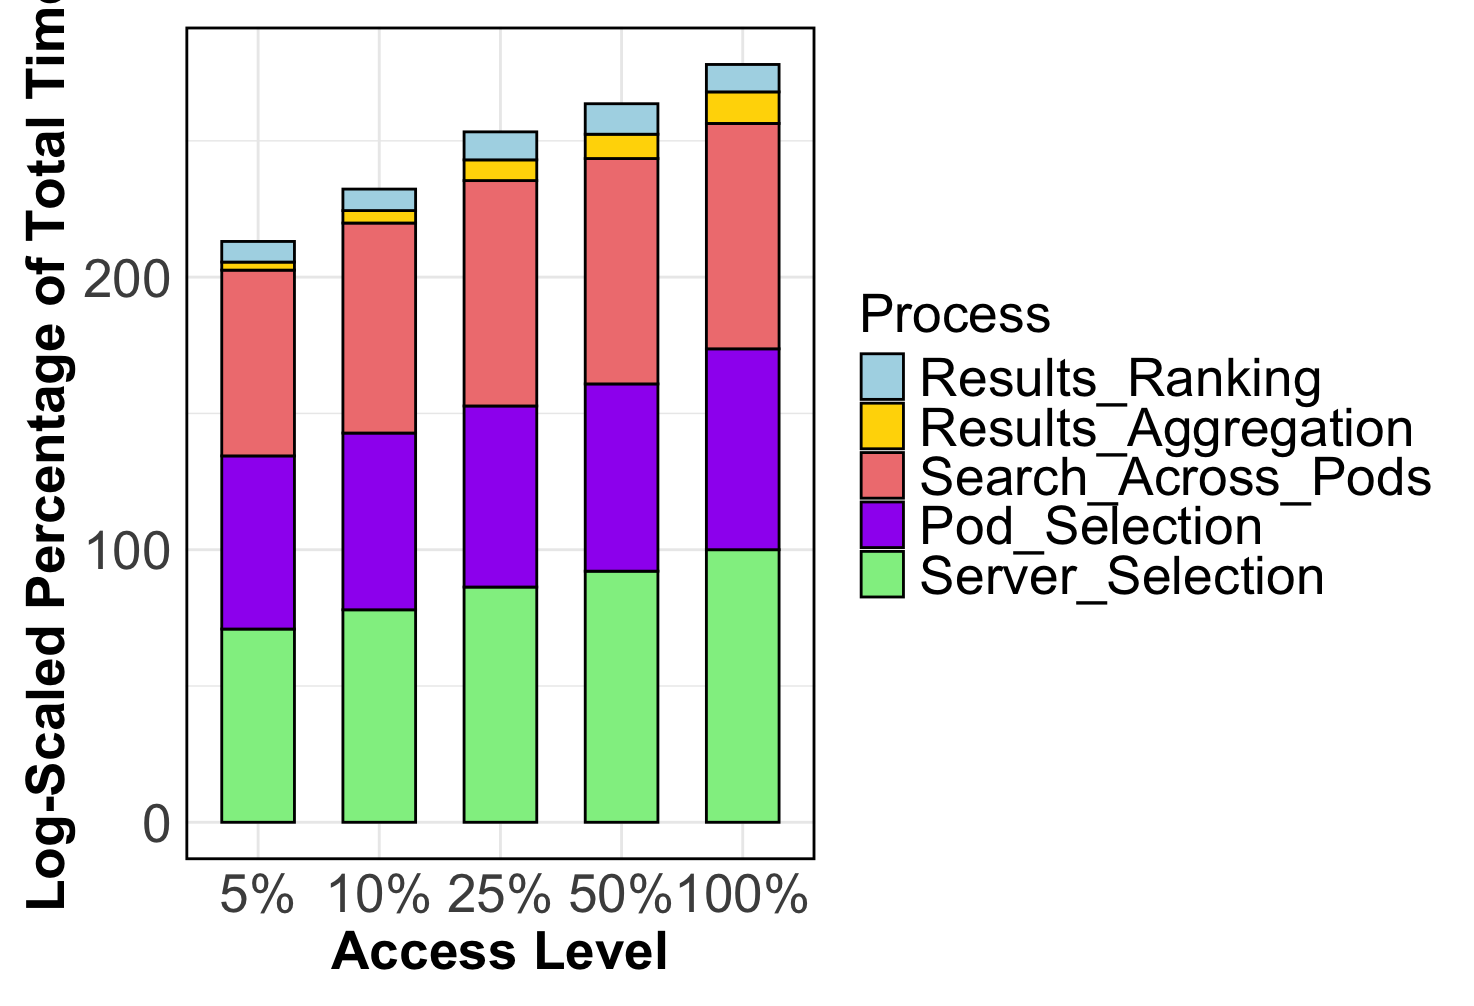 Log-Scaled Percentage of Total Time
200
100
0
5% 10% 25% 50% 100%
Access Level
Process
Results_Ranking
Results_Aggregation
Search_Across_Pods
Pod_Selection
Server_Selection